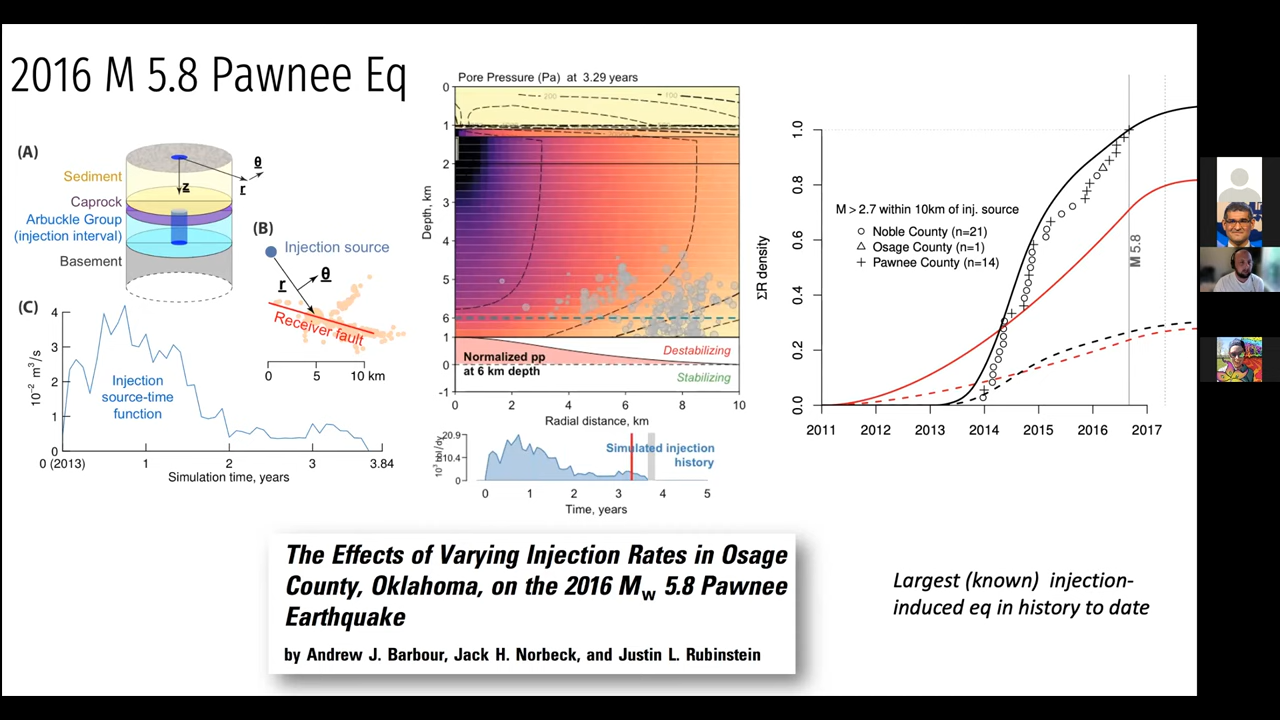 2016 M 5.8 Pawnee Eq
(A)
Sediment
Caprock
Arbuckle Group
(injection interval)
Basement
θ
r
z
(B)
Injection source
θ
r
Receiver fault
0 5 10 km
(C)
10⁻² m³/s
4
3
2
1
0
Injection
source-time
function
0 (2013) 1 2 3 3.84
Simulation time, years
Pore Pressure (Pa) at 3.29 years
200
100
Depth, km
0
1
2
3
4
5
6
1
0
-1
Normalized pp
at 6 km depth
Destabilizing
Stabilizing
0 2 4 6 8 10
Radial distance, km
20.9
10.4
0
Simulated injection
history
0 1 2 3 4 5
Time, years
ΣR density
1.0
0.8
0.6
0.4
0.2
0.0
M > 2.7 within 10km of inj. source
Noble County (n=21)
Osage County (n=1)
Pawnee County (n=14)
M 5.8
2011 2012 2013 2014 2015 2016 2017
The Effects of Varying Injection Rates in Osage
County, Oklahoma, on the 2016 Mw 5.8 Pawnee
Earthquake
by Andrew J. Barbour, Jack H. Norbeck, and Justin L. Rubinstein
Largest (known) injection-
induced eq in history to date